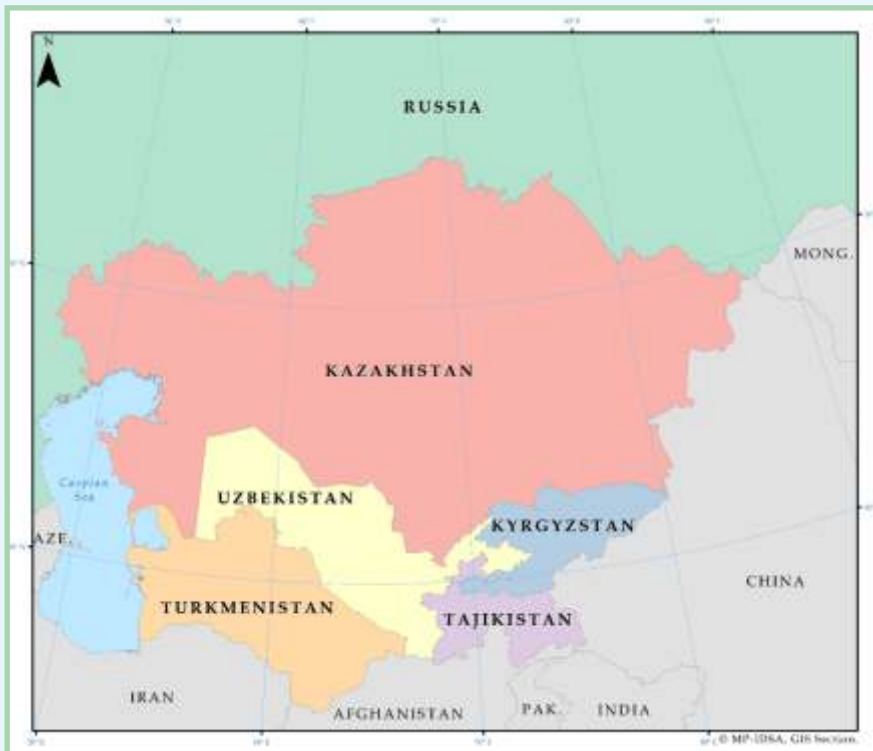 N
RUSSIA
MONG.
KAZAKHSTAN
Caspian
Sea
UZBEKISTAN
KYRGYZSTAN
AZE.
CHINA
TURKMENISTAN
TAJIKISTAN
IRAN
AFGHANISTAN
PAK.
INDIA
© MP-IDSA, GIS Section.